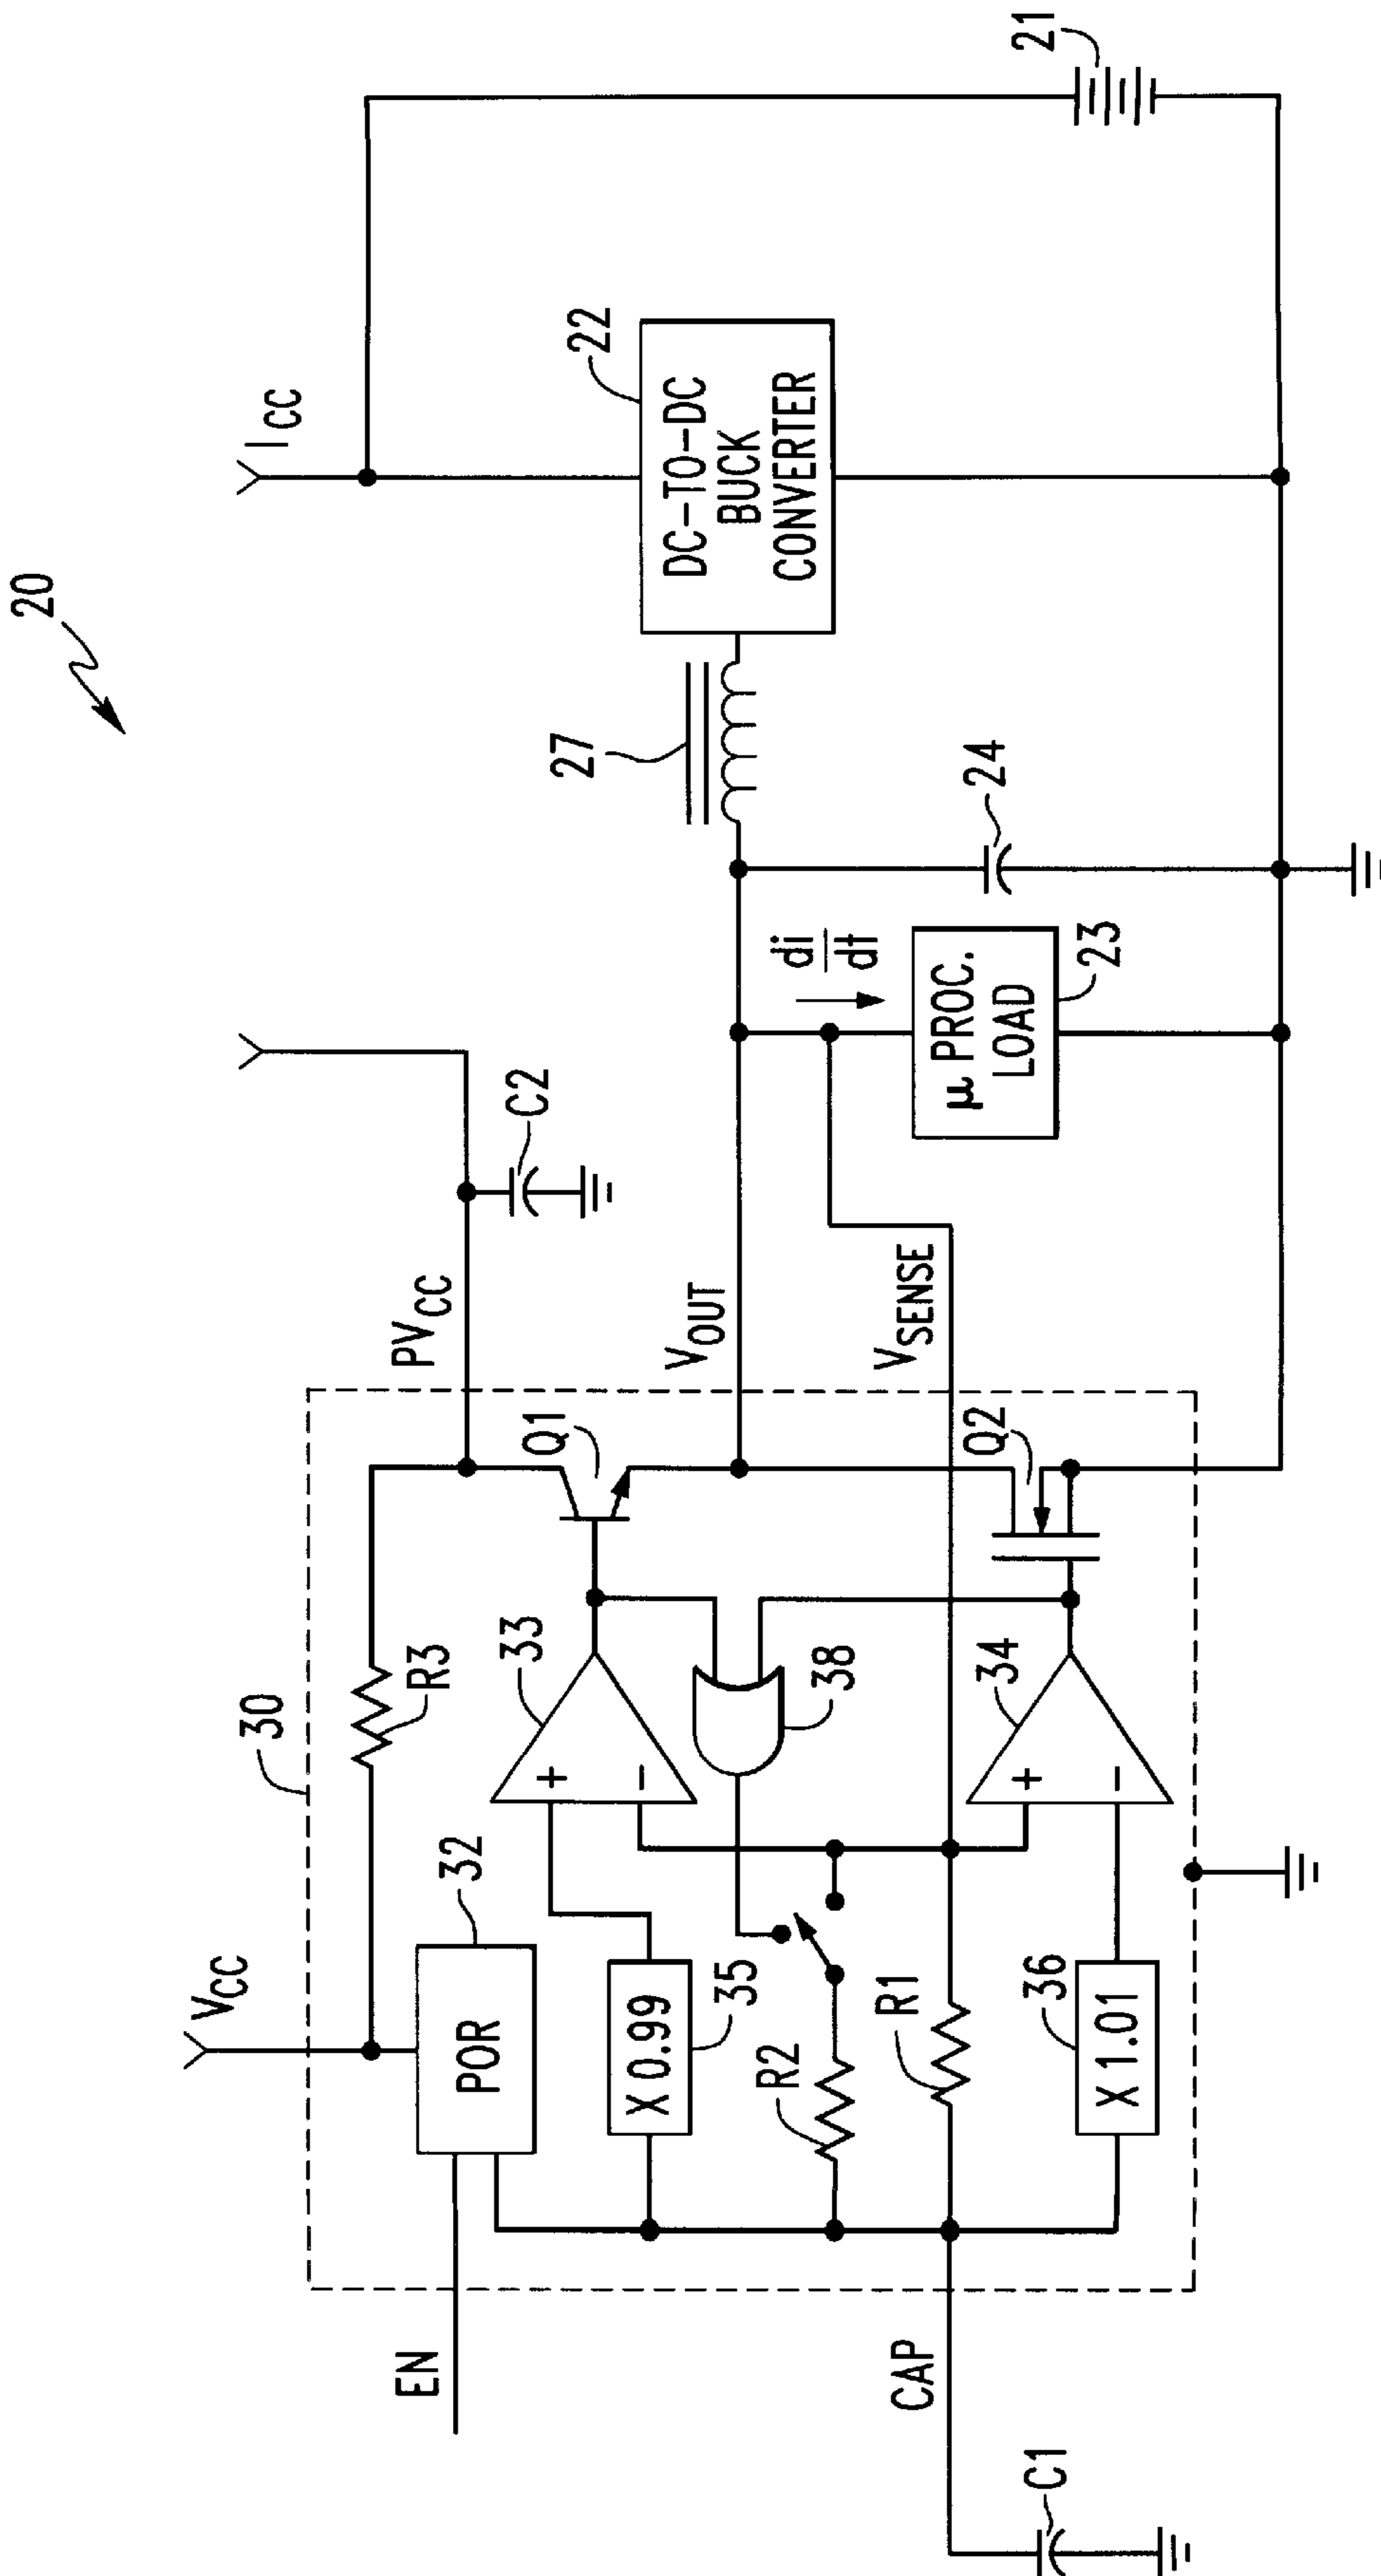 20
V_CC
I_CC
30
32
POR
R3
PV_CC
C2
22
DC-TO-DC
BUCK
CONVERTER
21
EN
33
+
−
Q1
27
X 0.99
35
38
V_OUT
di
dt
24
R2
R1
V_SENSE
μ PROC.
LOAD
23
CAP
X 1.01
36
34
+
−
Q2
C1